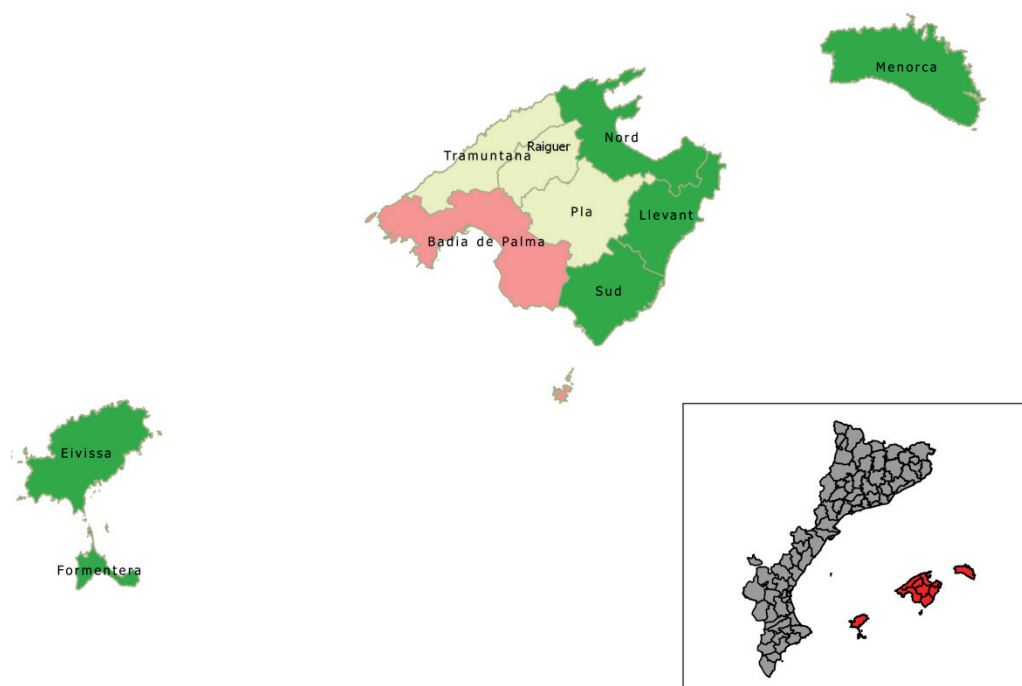 Menorca
Nord
Raiguer
Tramuntana
Pla
Llevant
Badia de Palma
Sud
Eivissa
Formentera